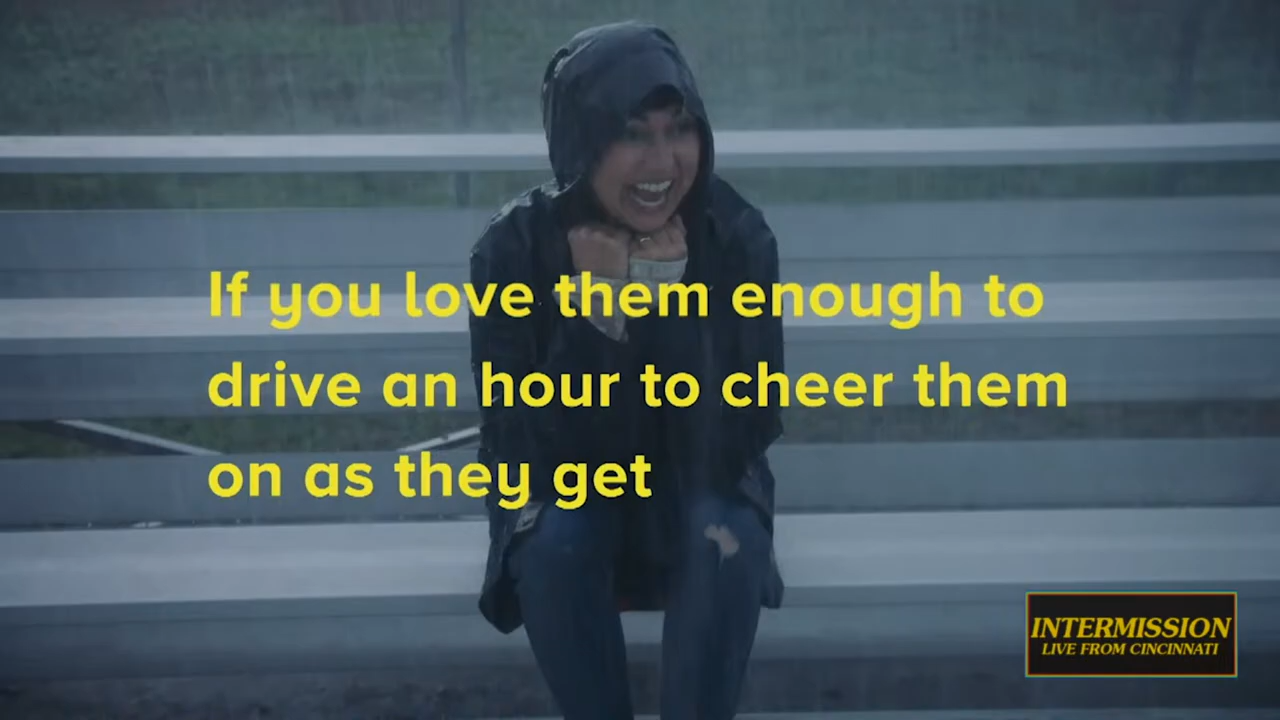 If you love them enough to
drive an hour to cheer them
on as they get
INTERMISSION
LIVE FROM CINCINNATI